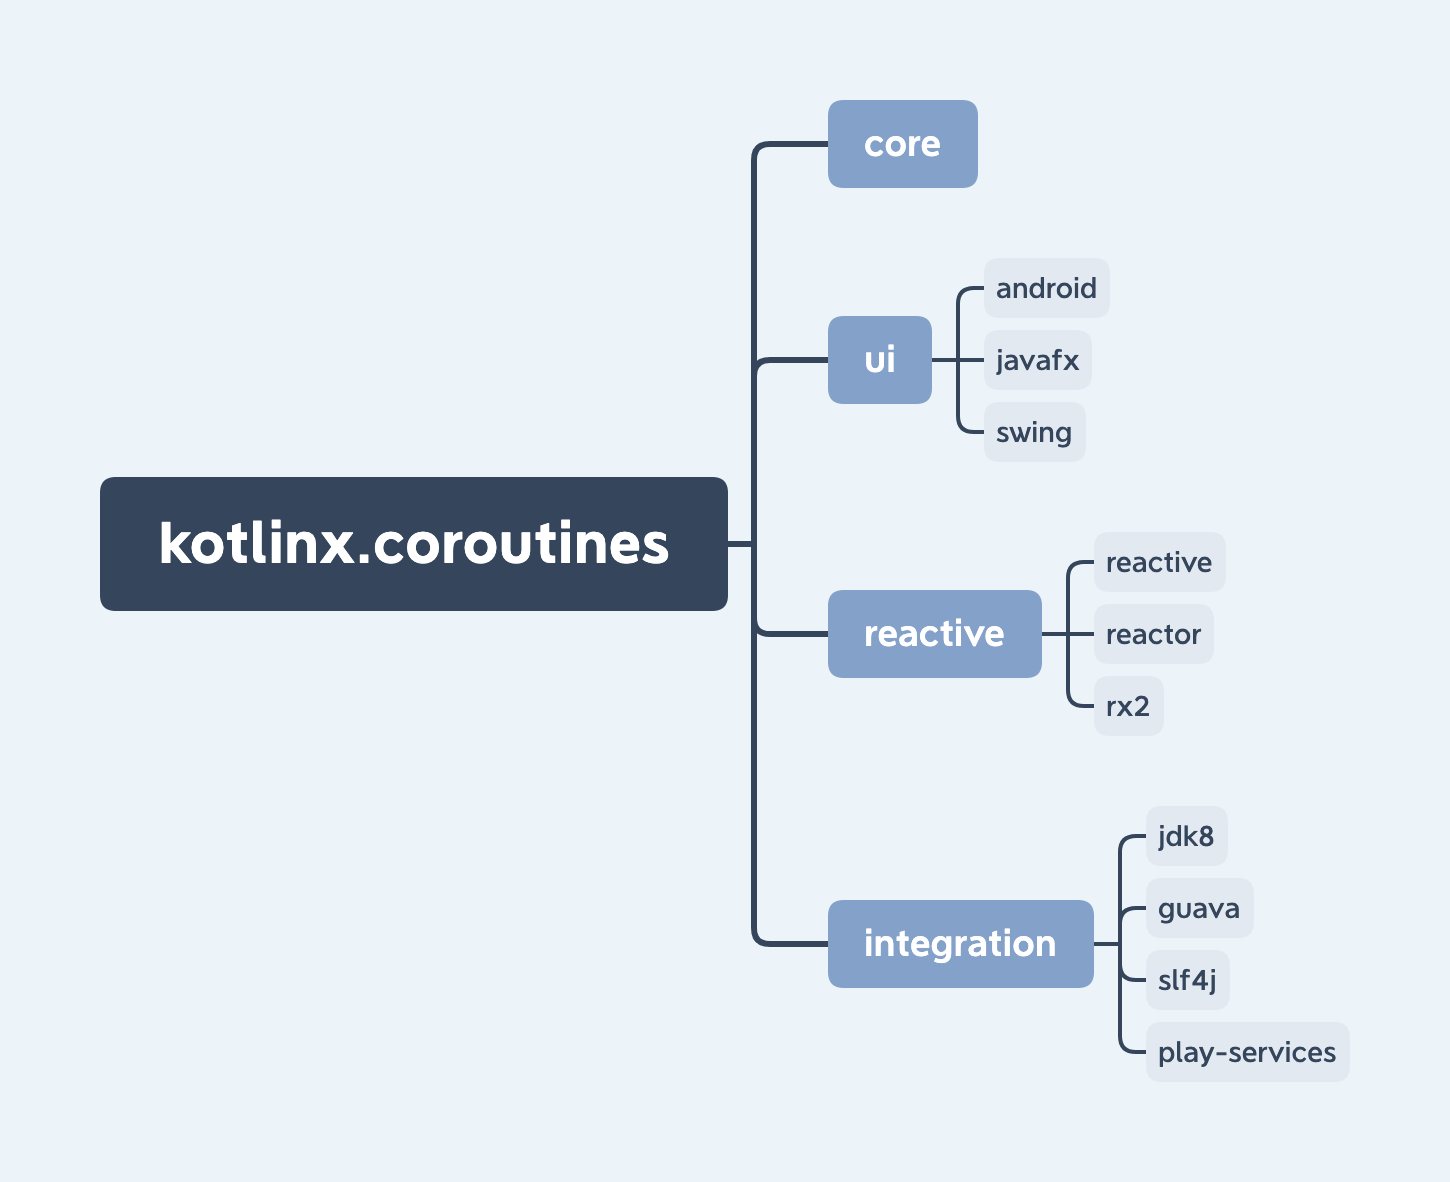 kotlinx.coroutines
core
ui
android
javafx
swing
reactive
reactive
reactor
rx2
integration
jdk8
guava
slf4j
play-services